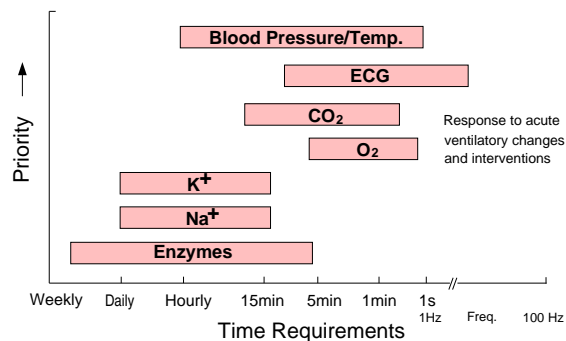 Blood Pressure/Temp.
ECG
CO₂
O₂
Response to acute
ventilatory changes
and interventions
K⁺
Na⁺
Enzymes
Priority
Weekly Daily Hourly 15min 5min 1min 1s
1Hz Freq. 100 Hz
Time Requirements